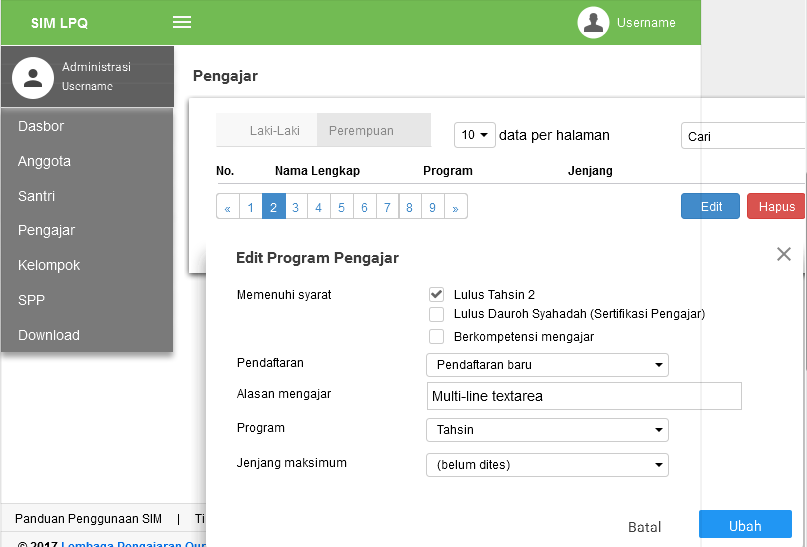 SIM LPQ
Username
Administrasi
Username
Dasbor
Anggota
Santri
Pengajar
Kelompok
SPP
Download
Pengajar
Laki-Laki Perempuan 10 data per halaman Cari
No. Nama Lengkap Program Jenjang
« 1 2 3 4 5 6 7 8 9 » Edit Hapus
Edit Program Pengajar
Memenuhi syarat Lulus Tahsin 2
Lulus Dauroh Syahadah (Sertifikasi Pengajar)
Berkompetensi mengajar
Pendaftaran Pendaftaran baru
Alasan mengajar Multi-line textarea
Program Tahsin
Jenjang maksimum (belum dites)
Batal Ubah
Panduan Penggunaan SIM | Ti
© 2017 Lembaga Pengajaran Qur